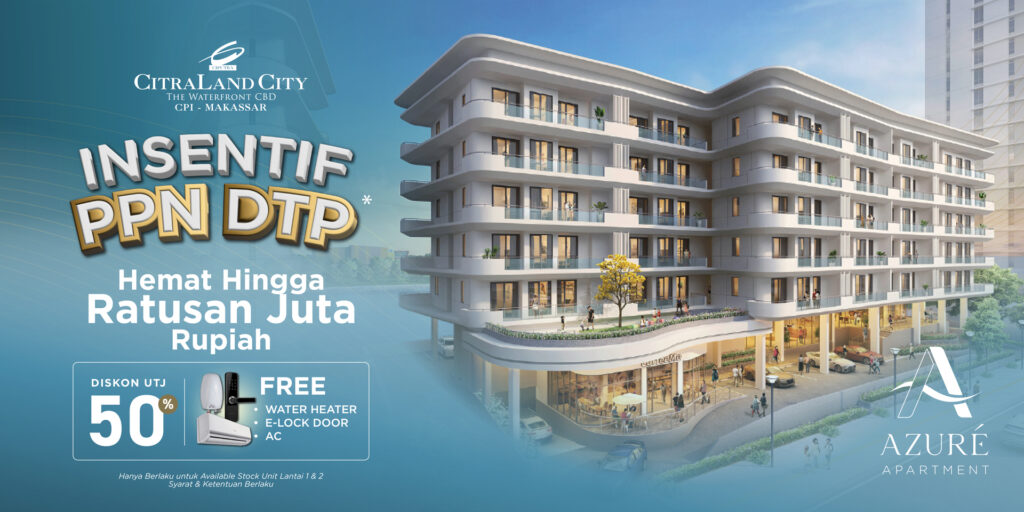 CIPUTRA
CITRALAND CITY
THE WATERFRONT CBD
CPI - MAKASSAR
INSENTIF
PPN DTP*
Hemat Hingga
Ratusan Juta
Rupiah
DISKON UTJ
50%
FREE
• WATER HEATER
• E-LOCK DOOR
• AC
Hanya Berlaku untuk Available Stock Unit Lantai 1 & 2
Syarat & Ketentuan Berlaku
A
AZURÉ
APARTMENT